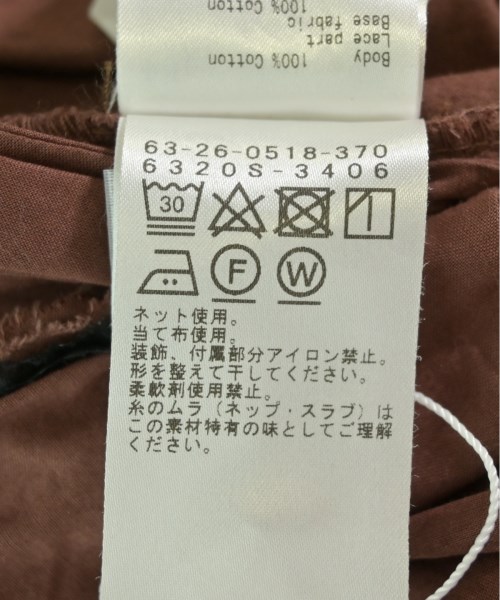 100% Cotton
Base fabric
Lace part
100% Cotton
Body
63-26-0518-370
6320S-3406
30
F
W
ネット使用。
当て布使用。
装飾、付属部分アイロン禁止。
形を整えて干してください。
柔軟剤使用禁止。
糸のムラ（ネップ・スラブ）は
この素材特有の味としてご理解
ください。